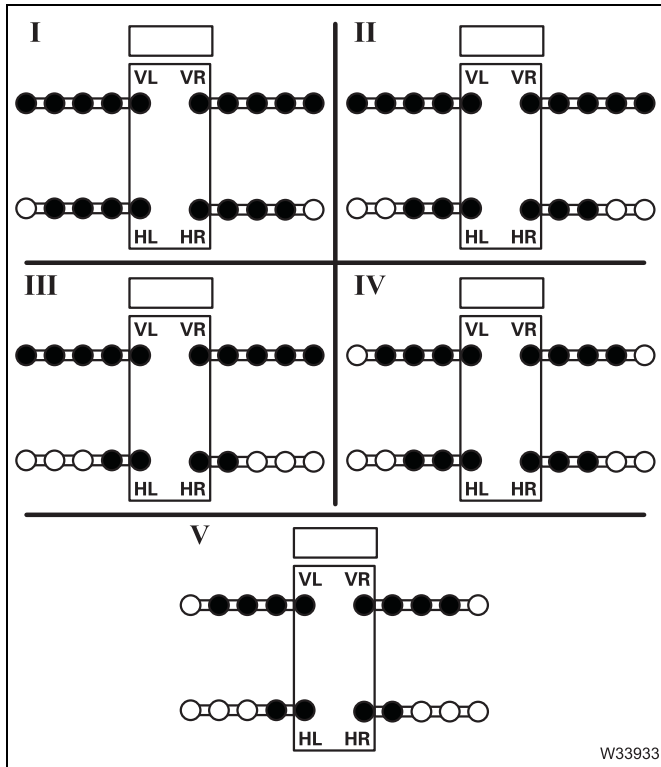 I II
VL VR VL VR
HL HR HL HR
III IV
VL VR VL VR
HL HR HL HR
V
VL VR
HL HR
W33933